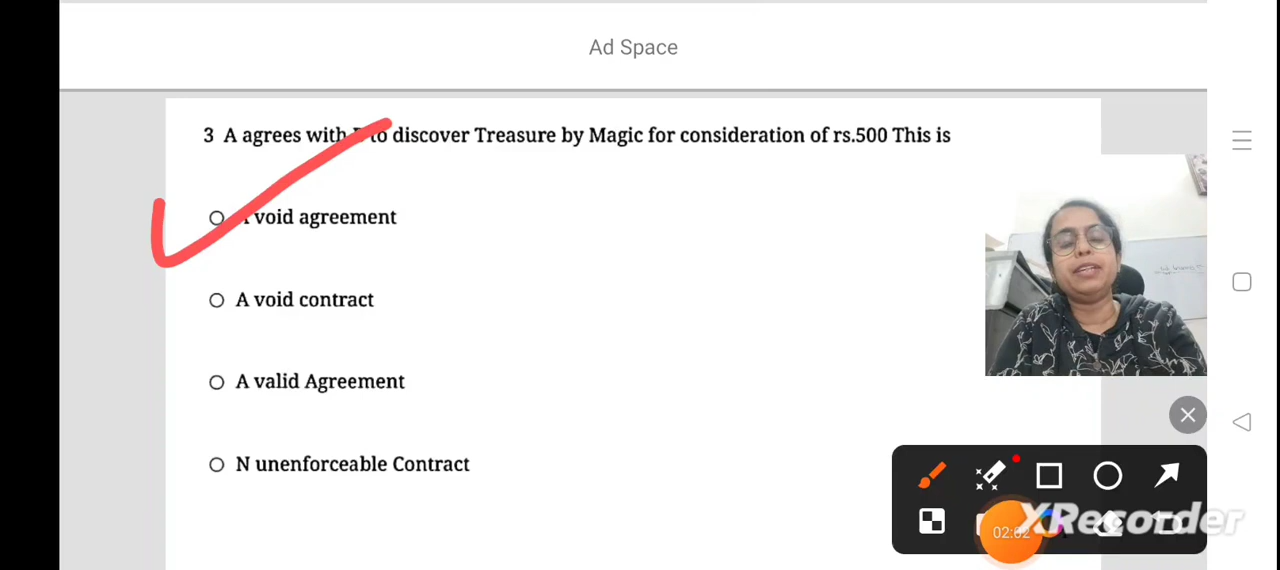 Ad Space
3 A agrees with B to discover Treasure by Magic for consideration of rs.500 This is
A void agreement
A void contract
A valid Agreement
N unenforceable Contract
XRecorder
02:02